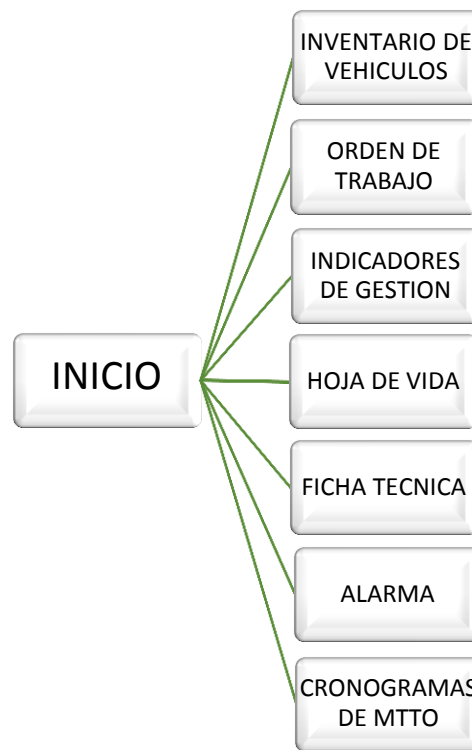 INVENTARIO DE
VEHICULOS
ORDEN DE
TRABAJO
INDICADORES
DE GESTION
INICIO
HOJA DE VIDA
FICHA TECNICA
ALARMA
CRONOGRAMAS
DE MTTO